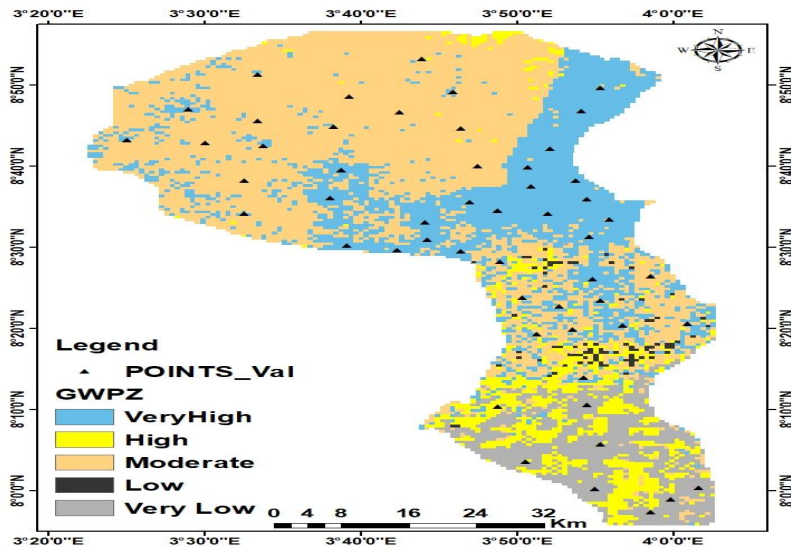 3°20'0"E 3°30'0"E 3°40'0"E 3°50'0"E 4°0'0"E
N
W E
S
8°50'0"N 8°50'0"N
8°40'0"N 8°40'0"N
8°30'0"N 8°30'0"N
8°20'0"N 8°20'0"N
Legend
POINTS_Val
GWPZ
VeryHigh
8°10'0"N 8°10'0"N
High
Moderate
Low
8°0'0"N 8°0'0"N
Very Low
0 4 8 16 24 32
Km
3°20'0"E 3°30'0"E 3°40'0"E 3°50'0"E 4°0'0"E